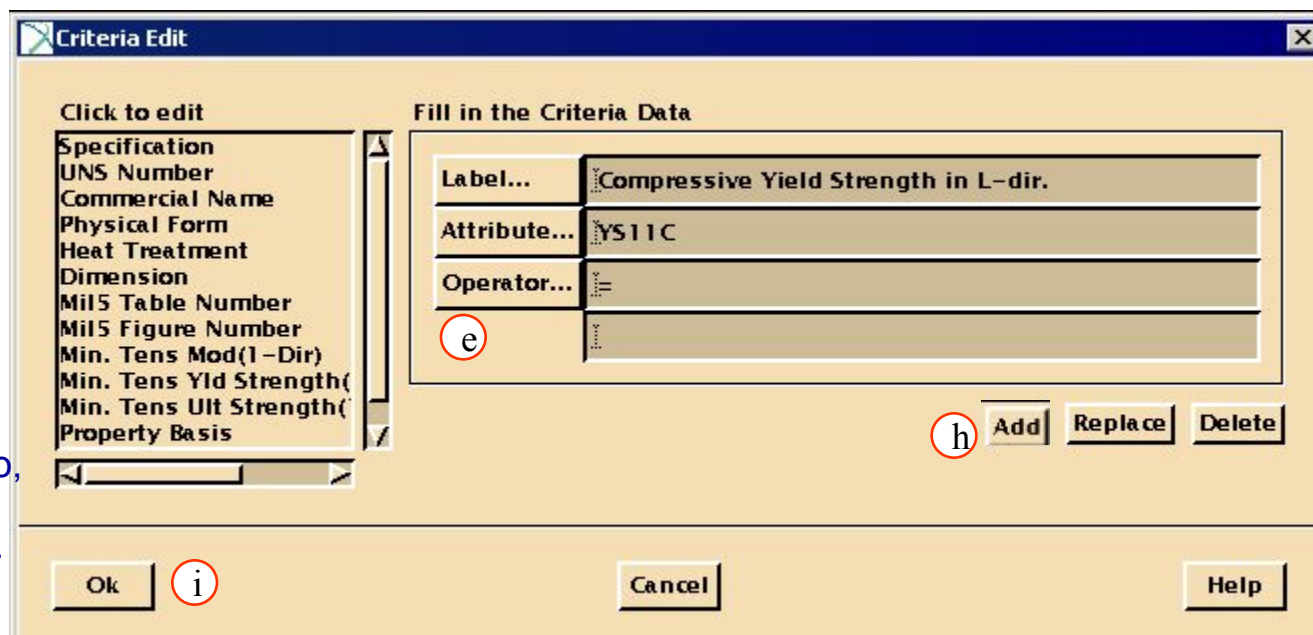 Criteria Edit
Click to edit
Specification
UNS Number
Commercial Name
Physical Form
Heat Treatment
Dimension
Mil5 Table Number
Mil5 Figure Number
Min. Tens Mod(1-Dir)
Min. Tens Yld Strength(
Min. Tens Ult Strength(
Property Basis
Fill in the Criteria Data
Label... Compressive Yield Strength in L-dir.
Attribute... YS11C
Operator... =
e
h Add Replace Delete
Ok i Cancel Help